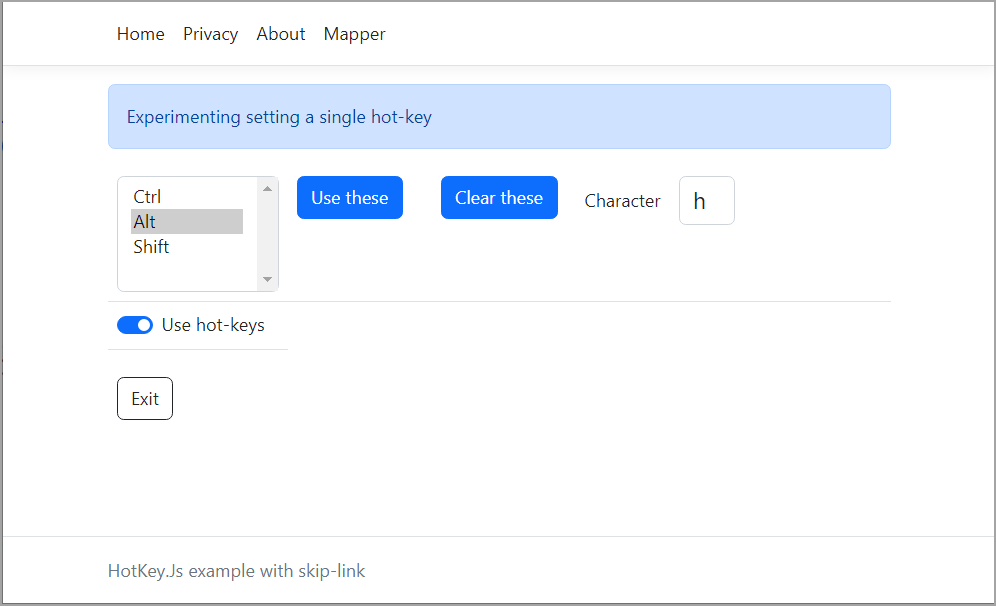 Home Privacy About Mapper
Experimenting setting a single hot-key
Ctrl
Alt
Shift
Use these
Clear these
Character
h
Use hot-keys
Exit
HotKey.Js example with skip-link